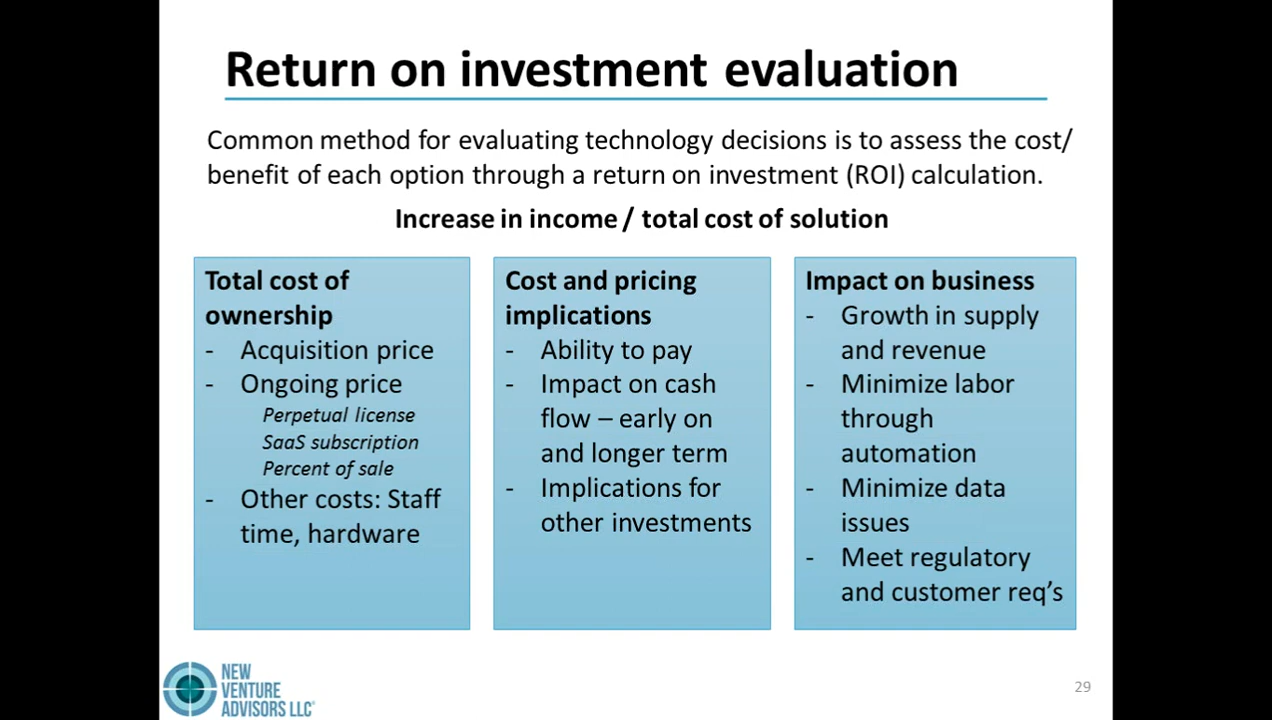 Return on investment evaluation
Common method for evaluating technology decisions is to assess the cost/
benefit of each option through a return on investment (ROI) calculation.
Increase in income / total cost of solution
Total cost of
ownership
- Acquisition price
- Ongoing price
Perpetual license
SaaS subscription
Percent of sale
- Other costs: Staff
time, hardware
Cost and pricing
implications
- Ability to pay
- Impact on cash
flow – early on
and longer term
- Implications for
other investments
Impact on business
- Growth in supply
and revenue
- Minimize labor
through
automation
- Minimize data
issues
- Meet regulatory
and customer req’s
NEW
VENTURE
ADVISORS LLC
29